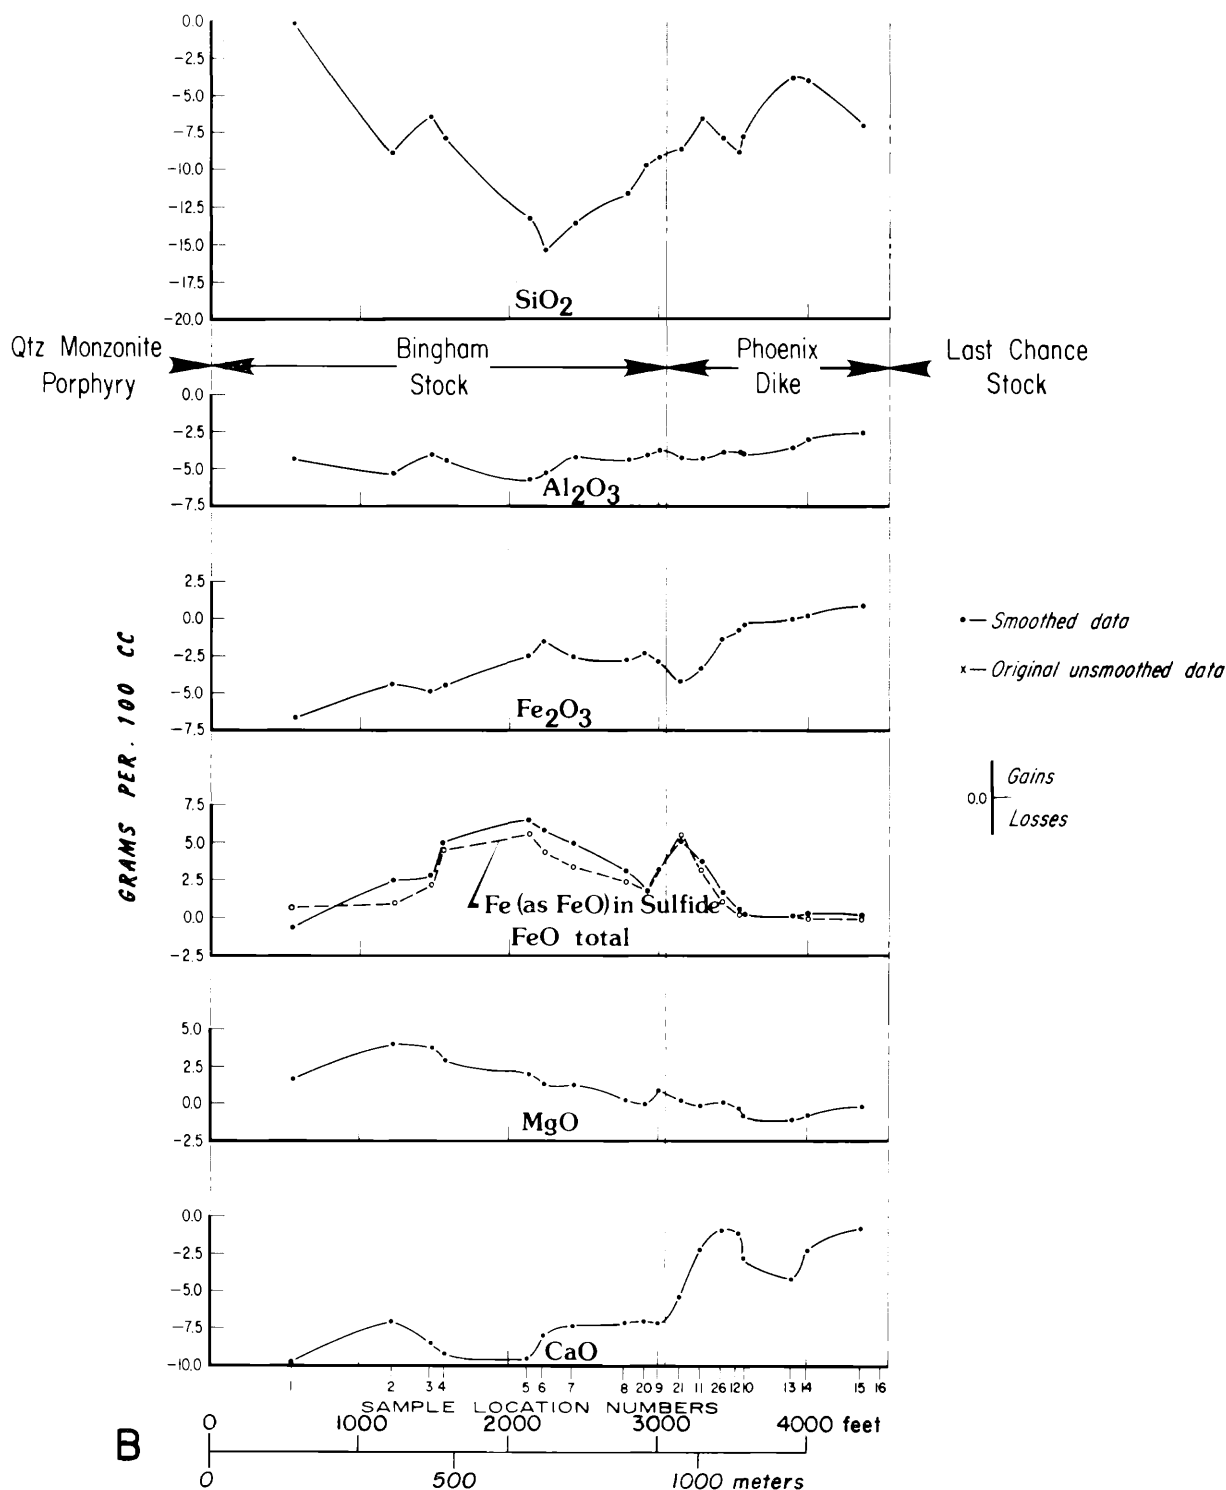 0.0
−2.5
−5.0
−7.5
−10.0
−12.5
−15.0
−17.5
−20.0
SiO2
Qtz Monzonite
Porphyry
Bingham
Stock
Phoenix
Dike
Last Chance
Stock
0.0
−2.5
−5.0
−7.5
Al2O3
2.5
0.0
−2.5
−5.0
−7.5
Fe2O3
GRAMS PER. 100 CC
•— Smoothed data
x— Original unsmoothed data
Gains
0.0
Losses
7.5
5.0
2.5
0.0
−2.5
Fe (as FeO) in Sulfide
FeO total
5.0
2.5
0.0
−2.5
MgO
0.0
−2.5
−5.0
−7.5
−10.0
CaO
1 2 3 4 5 6 7 8 20 9 21 11 26 12 10 13 14 15 16
SAMPLE LOCATION NUMBERS
0 1000 2000 3000 4000 feet
B
0 500 1000 meters